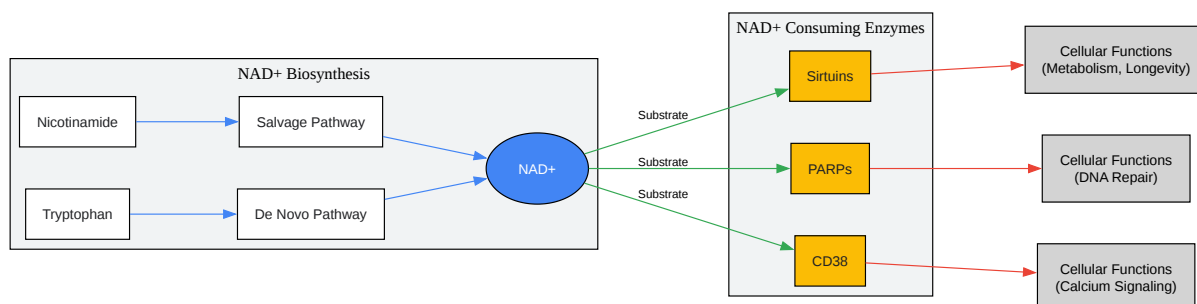 NAD+ Biosynthesis
Nicotinamide
Salvage Pathway
Tryptophan
De Novo Pathway
NAD+
Substrate
Substrate
Substrate
NAD+ Consuming Enzymes
Sirtuins
PARPs
CD38
Cellular Functions
(Metabolism, Longevity)
Cellular Functions
(DNA Repair)
Cellular Functions
(Calcium Signaling)